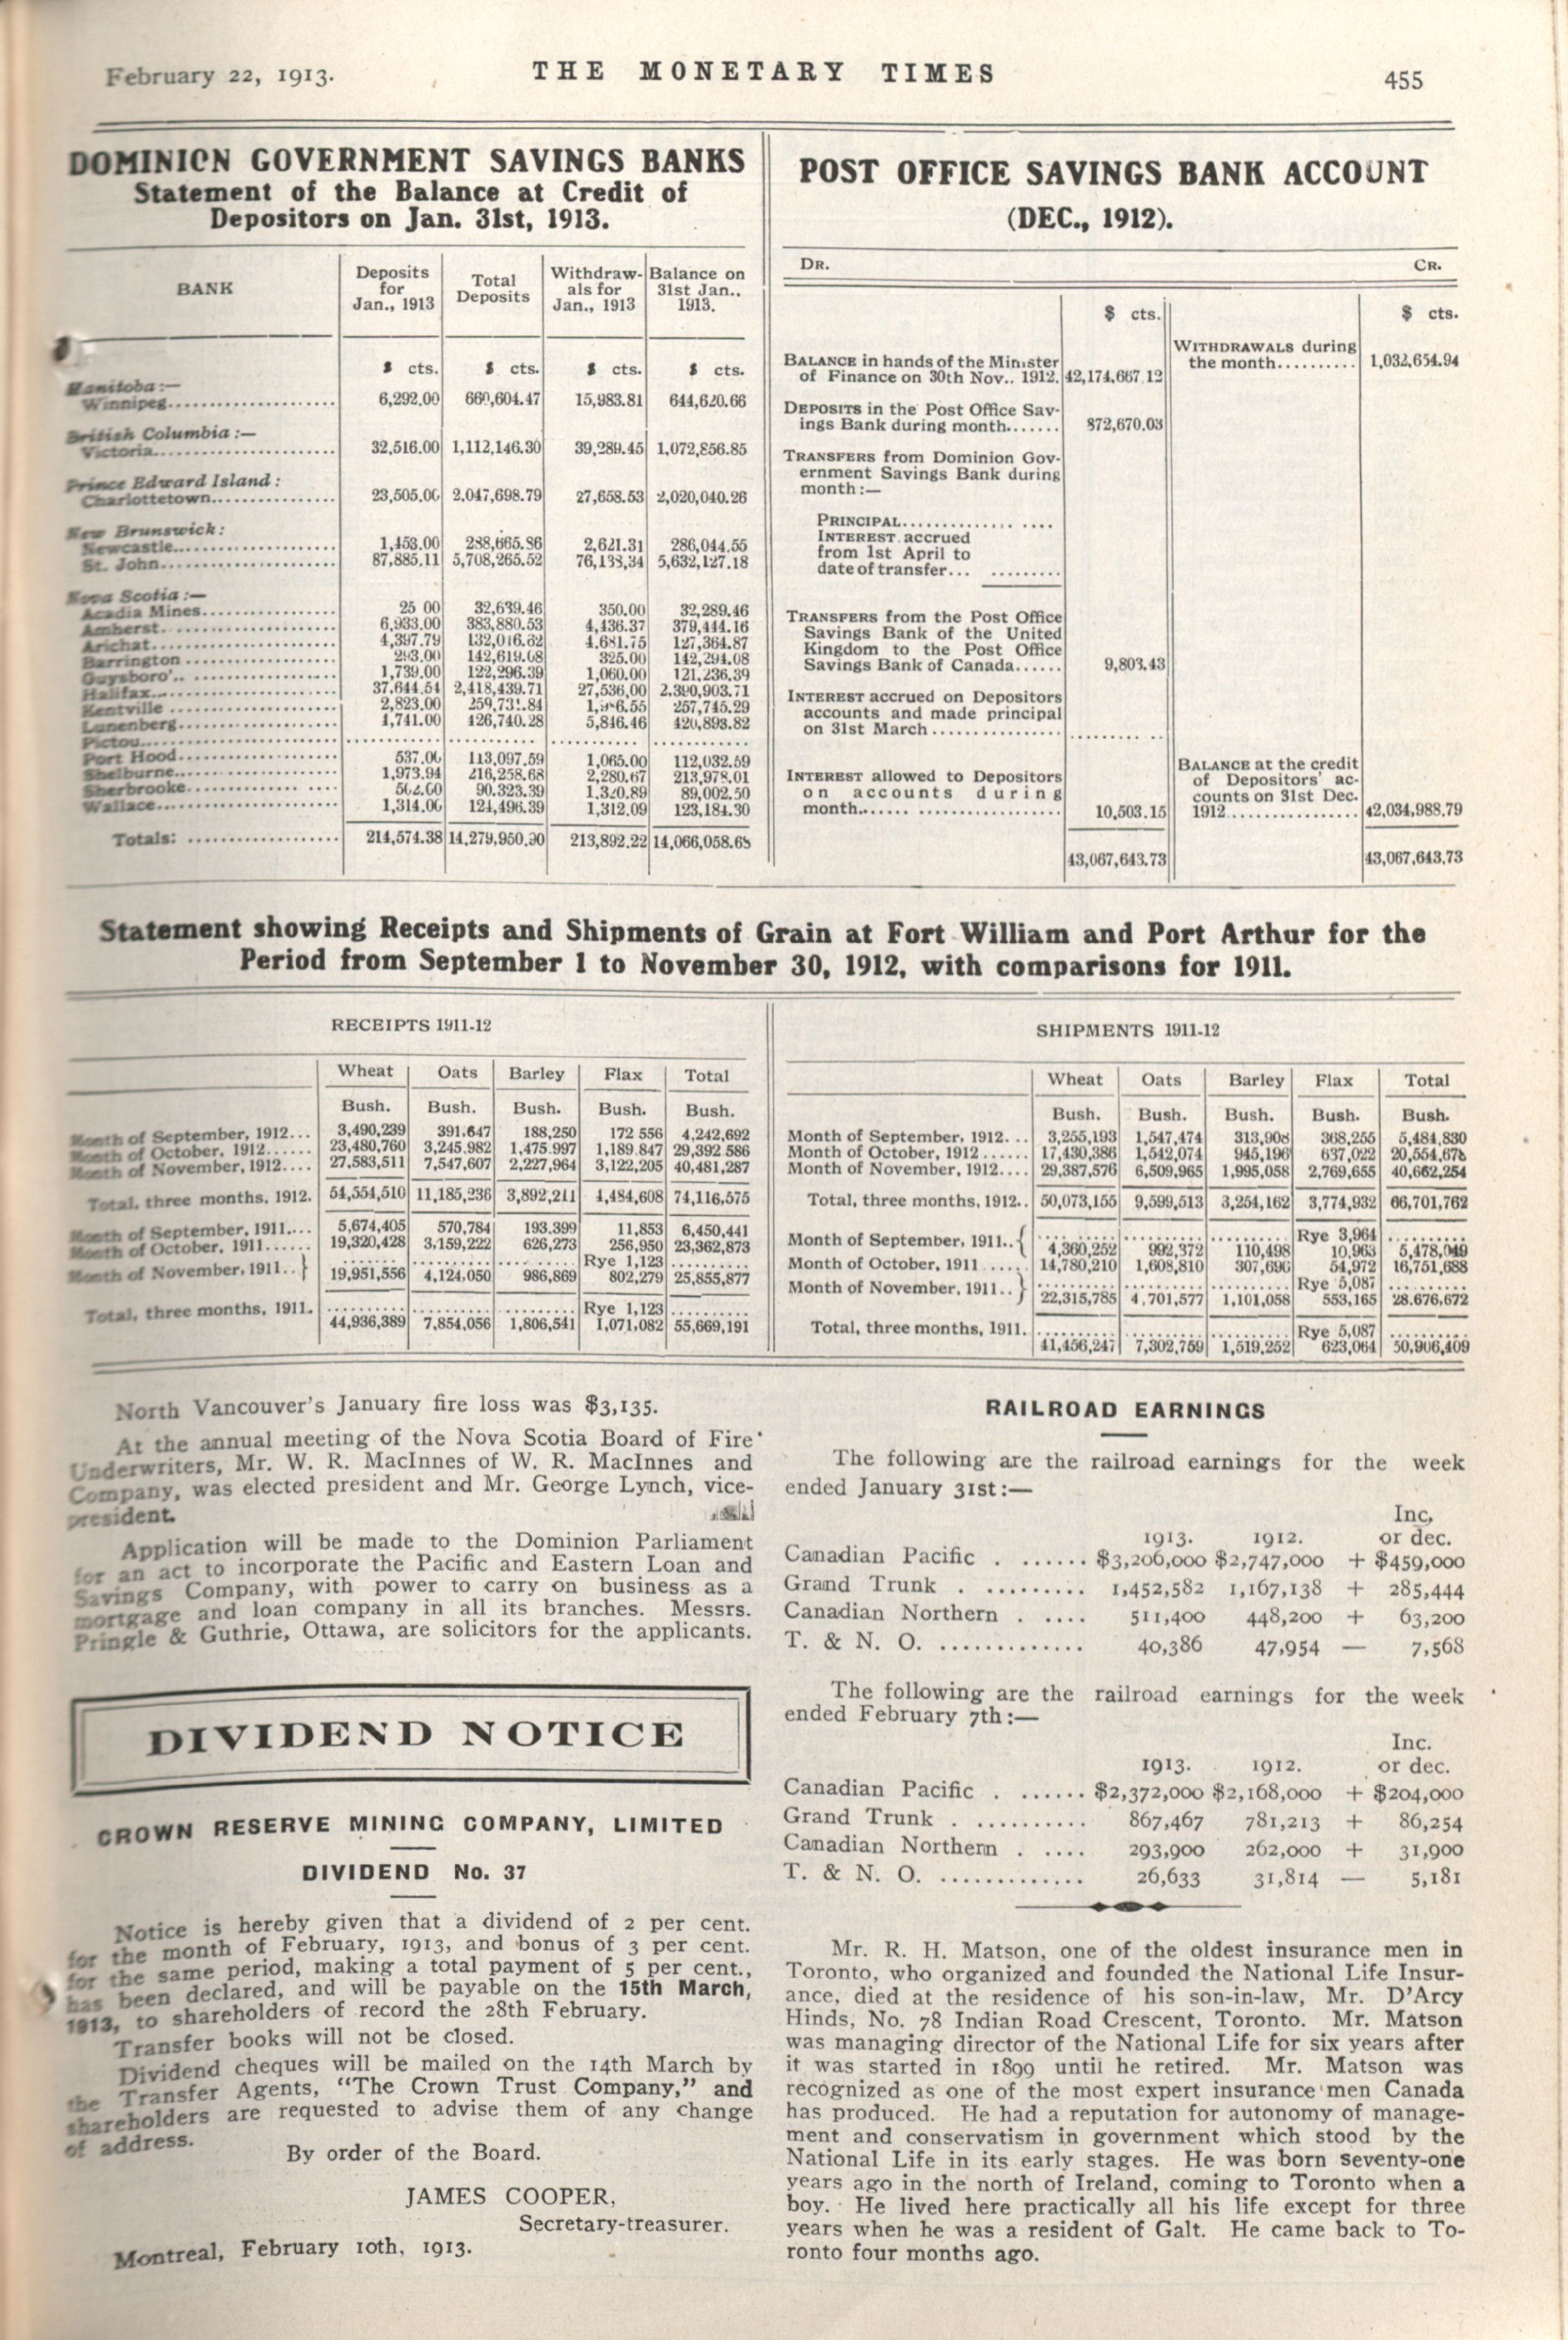 February 22, 1913.
THE MONETARY TIMES
455
DOMINION GOVERNMENT SAVINGS BANKS
Statement of the Balance at Credit of
Depositors on Jan. 31st, 1913.
BANK | Deposits for Jan., 1913 | Total Deposits | Withdraw-als for Jan., 1913 | Balance on 31st Jan., 1913.
$ cts. $ cts. $ cts. $ cts.
Manitoba:—
Winnipeg.................... 6,292.00 660,604.47 15,983.81 644,620.66
British Columbia:—
Victoria.................... 32,516.00 1,112,146.30 39,289.45 1,072,856.85
Prince Edward Island:
Charlottetown............... 23,505.00 2,047,698.79 27,658.53 2,020,040.26
New Brunswick:
Newcastle.................... 1,453.00 288,665.86 2,621.31 286,044.55
St. John.................... 87,885.11 5,708,265.52 76,138,34 5,632,127.18
Nova Scotia:—
Acadia Mines................ 25 00 32,639.46 350.00 32,289.46
Amherst.................... 6,933.00 383,880.53 4,436.37 379,444.16
Arichat.................... 4,397.79 132,016.62 4.651.75 127,364.87
Barrington .................. 293.00 142,619.08 325.00 142,294.08
Guysboro'.. .................. 1,739.00 122,296.39 1,060.00 121,236,39
Halifax.................... 37,644.54 2,418,439.71 27,536,00 2.390,903.71
Kentville .................... 2,823.00 259,731.84 257,745.29
Lunenberg.................... 4,741.00 426,740.28 5,846.46 420,893.82
Pictou....................
Port Hood.................... 537.00 113,097.59 1,065.00 112,032.59
Shelburne.................... 1,973.94 216,258.68 2,280.67 213,978.01
Sherbrooke.................. 90.323.39 1,320.89 89,002.50
Wallace.................... 1,314.00 124,496.39 1,312.09 123,184.30
Totals: .................... 214,574.38 14,279,950.90 213,892.22 14,066,058.68
POST OFFICE SAVINGS BANK ACCOUNT
(DEC., 1912).
DR. CR.
$ cts. $ cts.
BALANCE in hands of the Minister
of Finance on 30th Nov., 1912. 42,174,667.12
WITHDRAWALS during
the month.......... 1,032,654.94
DEPOSITS in the Post Office Sav-
ings Bank during month....... 872,670.03
TRANSFERS from Dominion Gov-
ernment Savings Bank during
month:—
PRINCIPAL................ ....
INTEREST accrued
from 1st April to
date of transfer... .........
TRANSFERS from the Post Office
Savings Bank of the United
Kingdom to the Post Office
Savings Bank of Canada...... 9,803.43
INTEREST accrued on Depositors
accounts and made principal
on 31st March................
INTEREST allowed to Depositors
on accounts during
month......................... 10,503.15
BALANCE at the credit
of Depositors' ac-
counts on 31st Dec.
1912................ 42,034,988.79
43,067,643.73 43,067,643.73
Statement showing Receipts and Shipments of Grain at Fort William and Port Arthur for the
Period from September 1 to November 30, 1912, with comparisons for 1911.
RECEIPTS 1911-12
Wheat Oats Barley Flax Total
Bush. Bush. Bush. Bush. Bush.
Month of September, 1912... 3,490,239 391.647 188,250 172 556 4,242,692
Month of October, 1912...... 23,480,760 3,245.982 1,475.997 1,189.847 29,392.586
Month of November, 1912.... 27,583,511 7,547,607 2,227,964 3,122,205 40,481,287
Total, three months, 1912. 54,554,510 11,185,236 3,892,211 4,484,608 74,116,575
Month of September, 1911.... 5,674,405 570,784 193,399 11,853 6,450,441
Month of October, 1911...... 19,320,428 3,159,222 626,273 256,950 23,362,873
Rye 1,123
Month of November, 1911.. } 19,951,556 4,124,050 986,869 802,279 25,855,877
Rye 1,123
Total, three months, 1911. 44,936,389 7,854,056 1,806,541 1,071,082 55,669,191
SHIPMENTS 1911-12
Wheat Oats Barley Flax Total
Bush. Bush. Bush. Bush. Bush.
Month of September, 1912... 3,255,193 1,547,474 313,908 368,255 5,484,830
Month of October, 1912...... 17,430,386 1,542,074 945,196 637,022 20,554,678
Month of November, 1912.... 29,387,576 6,509,965 1,995,058 2,769,655 40,662,254
Total, three months, 1912.. 50,073,155 9,599,513 3,254,162 3,774,932 66,701,762
Rye 3,964
Month of September, 1911.. { 4,360,252 992,372 110,498 10,963 5,478,049
Month of October, 1911 ..... 14,780,210 1,608,810 307,696 54,972 16,751,688
Rye 5,087
Month of November, 1911.. } 22,315,785 4,701,577 1,101,058 553,165 28.676,672
Rye 5,087
Total, three months, 1911. 41,456,247 7,302,759 1,519,252 623,064 50,906,409
North Vancouver's January fire loss was $3,135.
At the annual meeting of the Nova Scotia Board of Fire
Underwriters, Mr. W. R. MacInnes of W. R. MacInnes and
Company, was elected president and Mr. George Lynch, vice-
president.
Application will be made to the Dominion Parliament
for an act to incorporate the Pacific and Eastern Loan and
Savings Company, with power to carry on business as a
mortgage and loan company in all its branches. Messrs.
Pringle & Guthrie, Ottawa, are solicitors for the applicants.
DIVIDEND NOTICE
CROWN RESERVE MINING COMPANY, LIMITED
DIVIDEND No. 37
Notice is hereby given that a dividend of 2 per cent.
for the month of February, 1913, and bonus of 3 per cent.
for the same period, making a total payment of 5 per cent.,
has been declared, and will be payable on the 15th March,
1913, to shareholders of record the 28th February.
Transfer books will not be closed.
Dividend cheques will be mailed on the 14th March by
the Transfer Agents, "The Crown Trust Company," and
shareholders are requested to advise them of any change
of address.
By order of the Board.
JAMES COOPER,
Secretary-treasurer.
Montreal, February 10th, 1913.
RAILROAD EARNINGS
The following are the railroad earnings for the week
ended January 31st:—
Inc,
1913. 1912. or dec.
Canadian Pacific . ...... $3,206,000 $2,747,000 + $459,000
Grand Trunk . ......... 1,452,582 1,167,138 + 285,444
Canadian Northern . .... 511,400 448,200 + 63,200
T. & N. O. ............. 40,386 47,954 — 7,568
The following are the railroad earnings for the week
ended February 7th:—
Inc.
1913. 1912. or dec.
Canadian Pacific . ...... $2,372,000 $2,168,000 + $204,000
Grand Trunk . .......... 867,467 781,213 + 86,254
Canadian Northern . .... 293,900 262,000 + 31,900
T. & N. O. ............. 26,633 31,814 — 5,181
Mr. R. H. Matson, one of the oldest insurance men in
Toronto, who organized and founded the National Life Insur-
ance, died at the residence of his son-in-law, Mr. D'Arcy
Hinds, No. 78 Indian Road Crescent, Toronto. Mr. Matson
was managing director of the National Life for six years after
it was started in 1899 until he retired. Mr. Matson was
recognized as one of the most expert insurance men Canada
has produced. He had a reputation for autonomy of manage-
ment and conservatism in government which stood by the
National Life in its early stages. He was born seventy-one
years ago in the north of Ireland, coming to Toronto when a
boy. He lived here practically all his life except for three
years when he was a resident of Galt. He came back to To-
ronto four months ago.